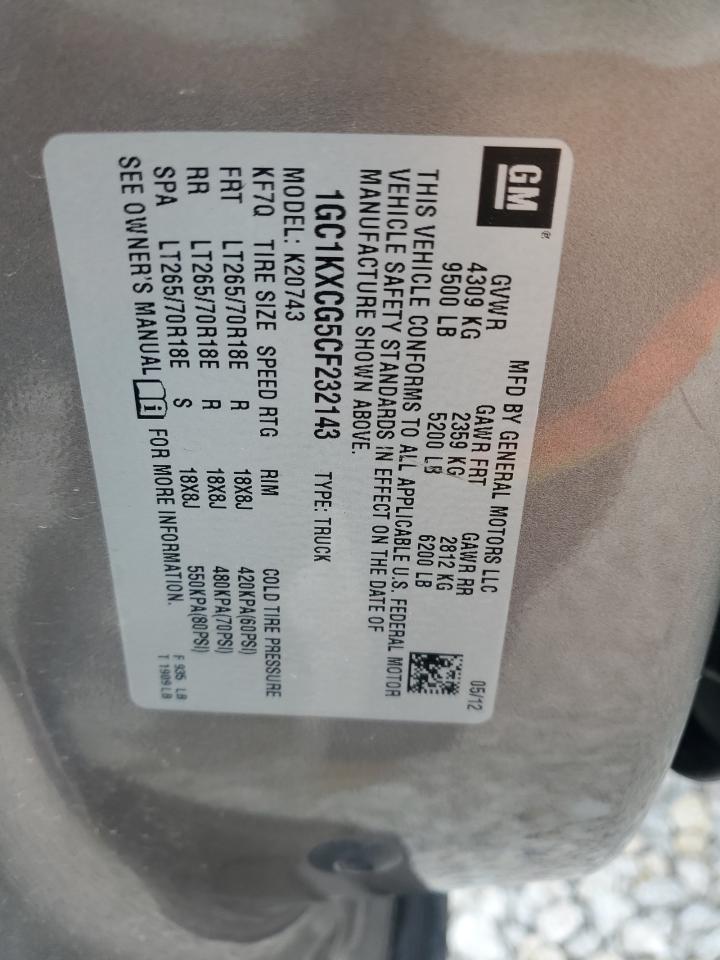 GM®
MFD BY GENERAL MOTORS LLC 05/12
GVWR GAWR FRT GAWR RR
4309 KG 2359 KG 2812 KG
9500 LB 5200 LB 6200 LB
THIS VEHICLE CONFORMS TO ALL APPLICABLE U.S. FEDERAL MOTOR
VEHICLE SAFETY STANDARDS IN EFFECT ON THE DATE OF
MANUFACTURE SHOWN ABOVE.
1GC1KXCG5CF232143 TYPE: TRUCK
MODEL: K20743
KF7Q TIRE SIZE SPEED RTG RIM COLD TIRE PRESSURE
FRT LT265/70R18E R 18X8J 420KPA(60PSI)
RR LT265/70R18E R 18X8J 480KPA(70PSI)
SPA LT265/70R18E S 18X8J 550KPA(80PSI)
SEE OWNER'S MANUAL i FOR MORE INFORMATION.
F 935 LB
T 1909 LB